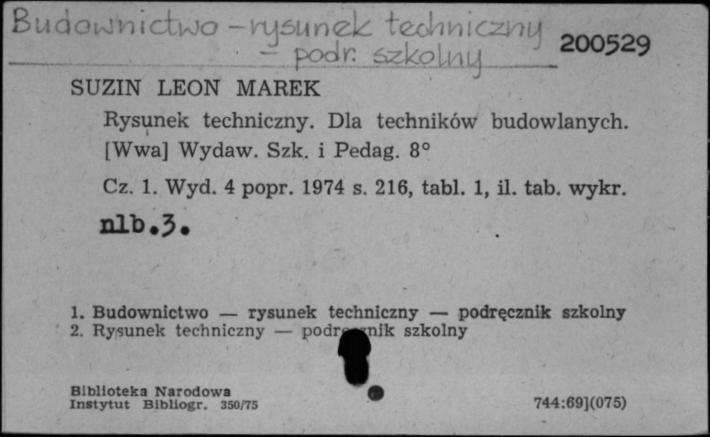 Budownictwo – rysunek techniczny
– podr. szkolny
200529
SUZIN LEON MAREK
Rysunek techniczny. Dla techników budowlanych.
[Wwa] Wydaw. Szk. i Pedag. 8°
Cz. 1. Wyd. 4 popr. 1974 s. 216, tabl. 1, il. tab. wykr.
nlb.3.
1. Budownictwo — rysunek techniczny — podręcznik szkolny
2. Rysunek techniczny — podręcznik szkolny
Biblioteka Narodowa
Instytut Bibliogr. 350/75
744:69](075)